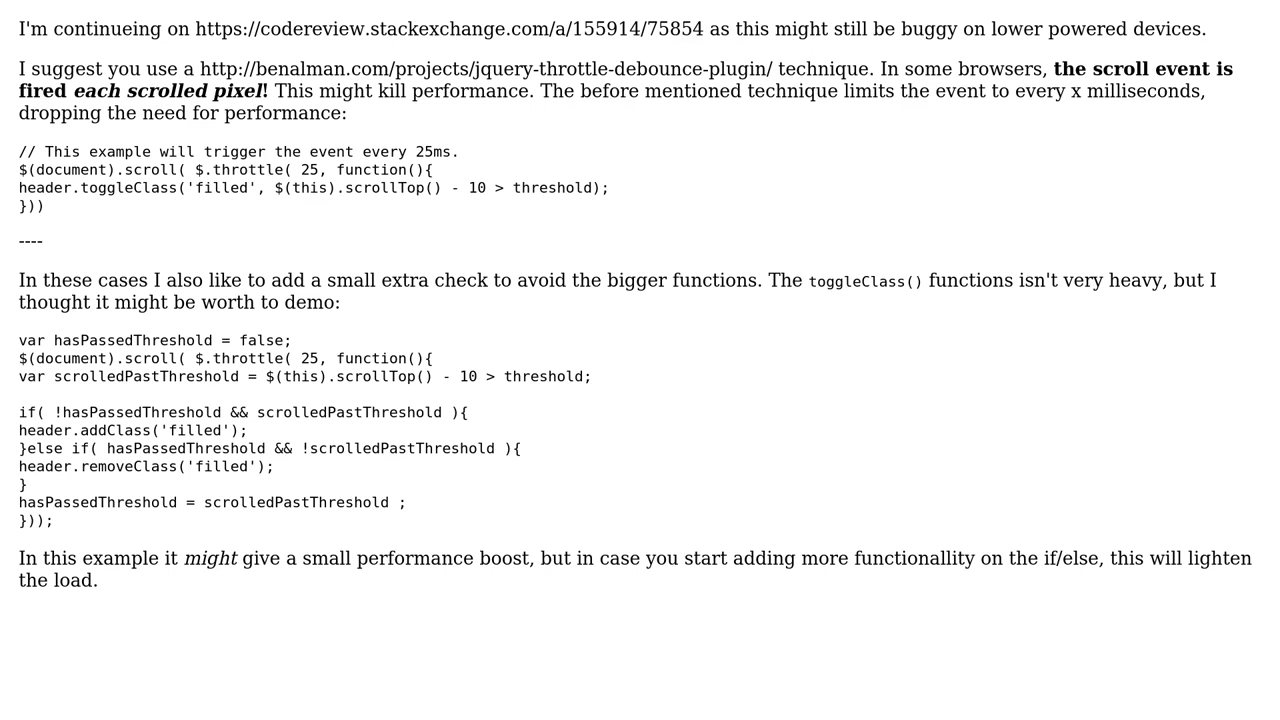 I'm continueing on https://codereview.stackexchange.com/a/155914/75854 as this might still be buggy on lower powered devices.
I suggest you use a http://benalman.com/projects/jquery-throttle-debounce-plugin/ technique. In some browsers, the scroll event is
fired each scrolled pixel! This might kill performance. The before mentioned technique limits the event to every x milliseconds,
dropping the need for performance:
// This example will trigger the event every 25ms.
$(document).scroll( $.throttle( 25, function(){
header.toggleClass('filled', $(this).scrollTop() - 10 > threshold);
}))
----
In these cases I also like to add a small extra check to avoid the bigger functions. The toggleClass() functions isn't very heavy, but I
thought it might be worth to demo:
var hasPassedThreshold = false;
$(document).scroll( $.throttle( 25, function(){
var scrolledPastThreshold = $(this).scrollTop() - 10 > threshold;
if( !hasPassedThreshold && scrolledPastThreshold ){
header.addClass('filled');
}else if( hasPassedThreshold && !scrolledPastThreshold ){
header.removeClass('filled');
}
hasPassedThreshold = scrolledPastThreshold ;
}));
In this example it might give a small performance boost, but in case you start adding more functionallity on the if/else, this will lighten
the load.